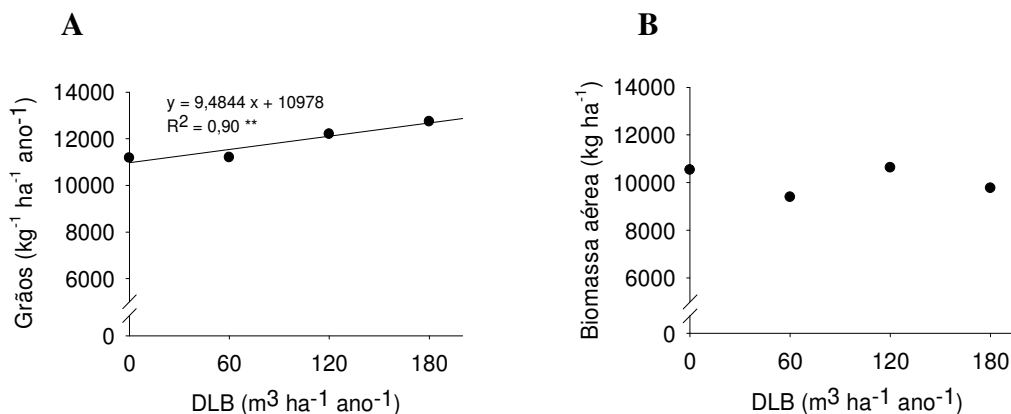 A
14000
12000
10000
8000
6000
0
Grãos (kg⁻¹ ha⁻¹ ano⁻¹)
y = 9,4844 x + 10978
R² = 0,90 **
0 60 120 180
DLB (m³ ha⁻¹ ano⁻¹)
B
14000
12000
10000
8000
6000
0
Biomassa aérea (kg ha⁻¹)
0 60 120 180
DLB (m³ ha⁻¹ ano⁻¹)